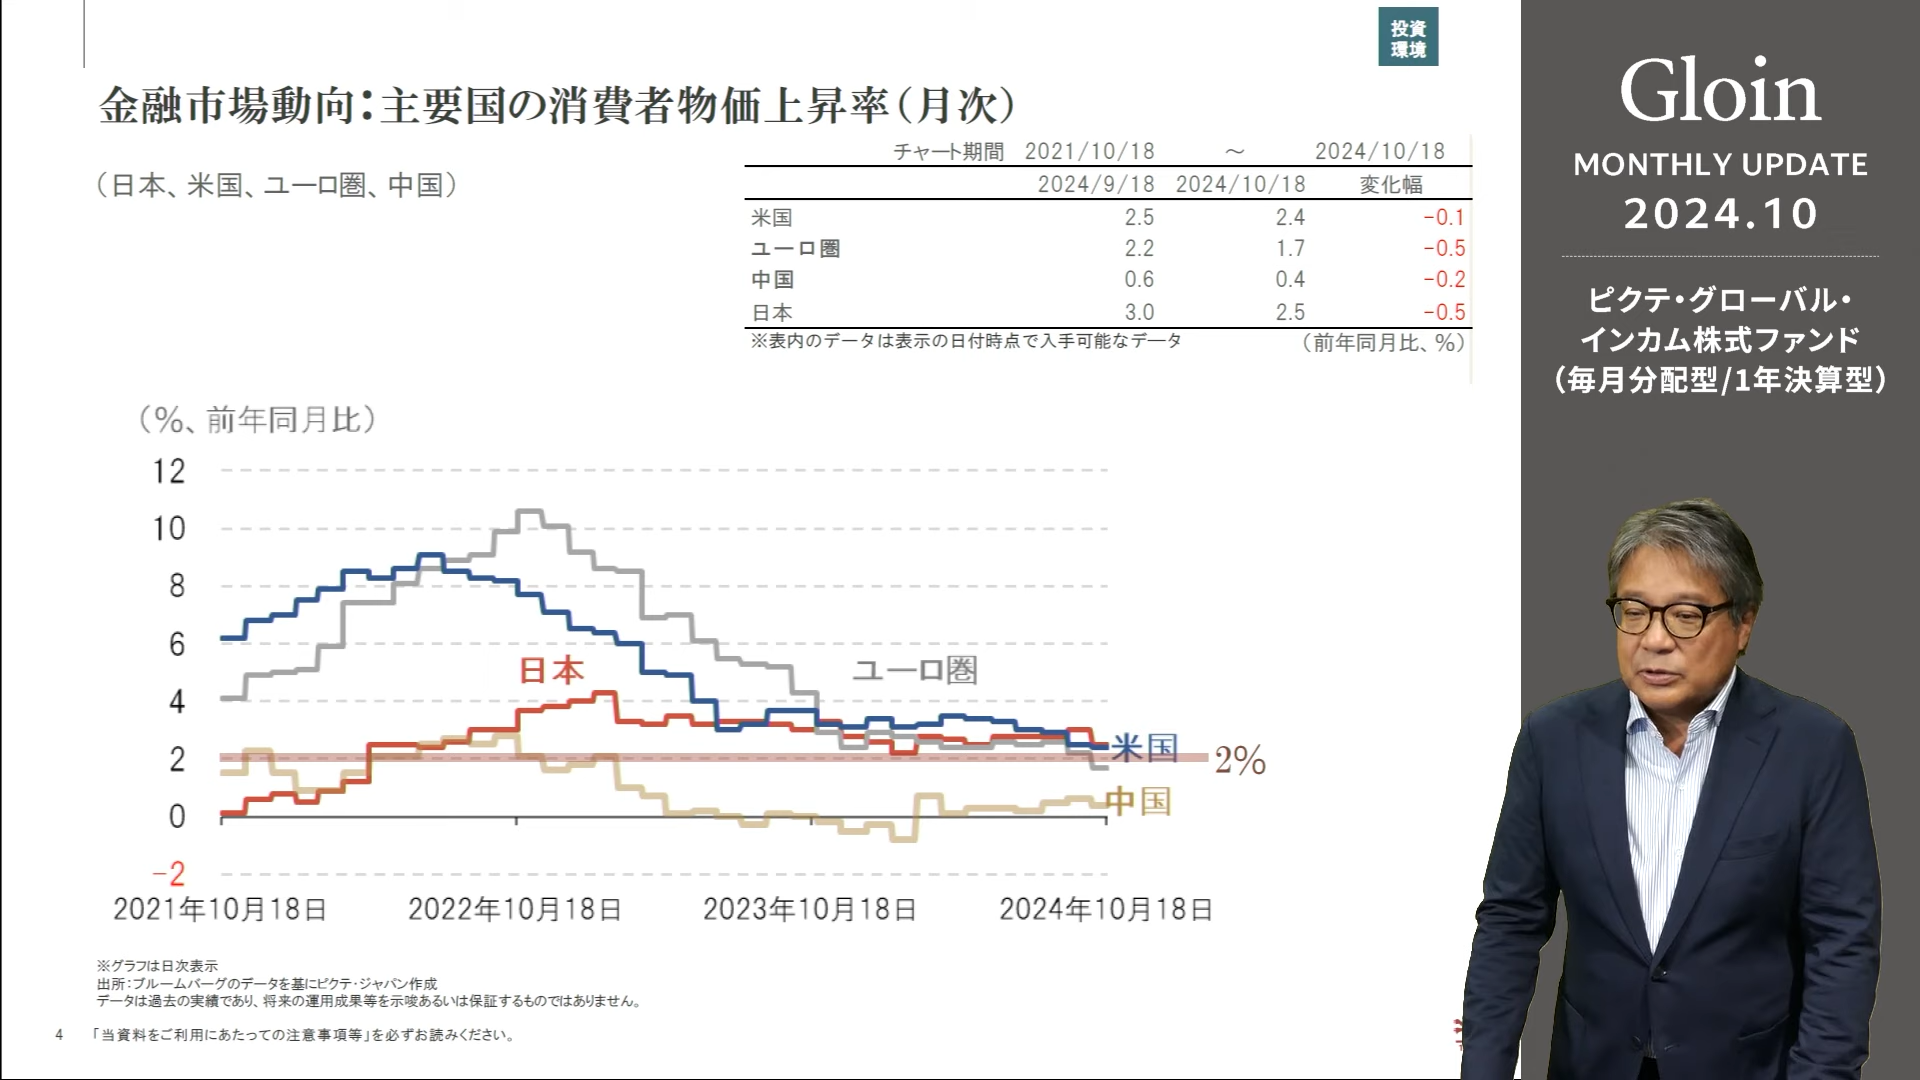 投資
環境
金融市場動向：主要国の消費者物価上昇率（月次）
（日本、米国、ユーロ圏、中国）
チャート期間 2021/10/18 ～ 2024/10/18
2024/9/18 2024/10/18 変化幅
米国 2.5 2.4 -0.1
ユーロ圏 2.2 1.7 -0.5
中国 0.6 0.4 -0.2
日本 3.0 2.5 -0.5
※表内のデータは表示の日付時点で入手可能なデータ （前年同月比、％）
（％、前年同月比）
12
10
8
6
4
2
0
-2
日本
ユーロ圏
米国
2%
中国
2021年10月18日 2022年10月18日 2023年10月18日 2024年10月18日
※グラフは日次表示
出所：ブルームバーグのデータを基にピクテ・ジャパン作成
データは過去の実績であり、将来の運用成果等を示唆あるいは保証するものではありません。
4 「当資料をご利用にあたっての注意事項等」を必ずお読みください。
Gloin
MONTHLY UPDATE
2024.10
ピクテ・グローバル・
インカム株式ファンド
（毎月分配型/1年決算型）